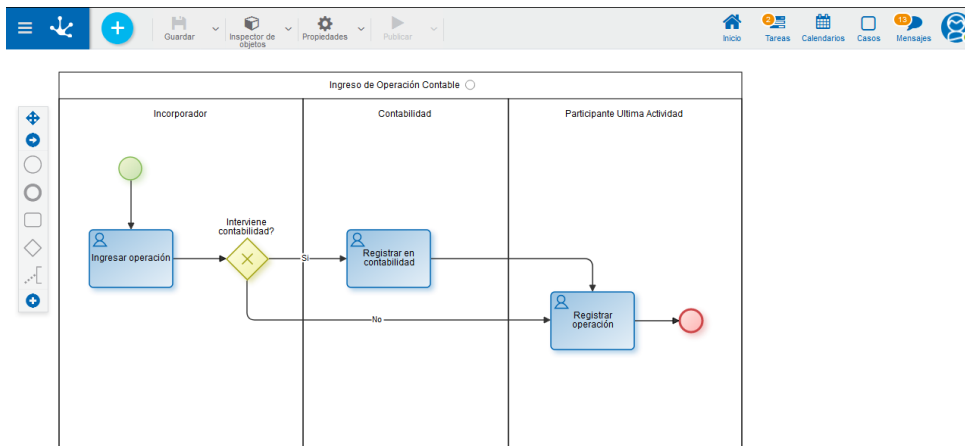 Guardar
Inspector de
objetos
Propiedades
Publicar
Inicio
2
Tareas
Calendarios
Casos
13
Mensajes
Ingreso de Operación Contable
Incorporador
Contabilidad
Participante Ultima Actividad
Interviene
contabilidad?
Ingresar operación
Si
Registrar en
contabilidad
No
Registrar
operación